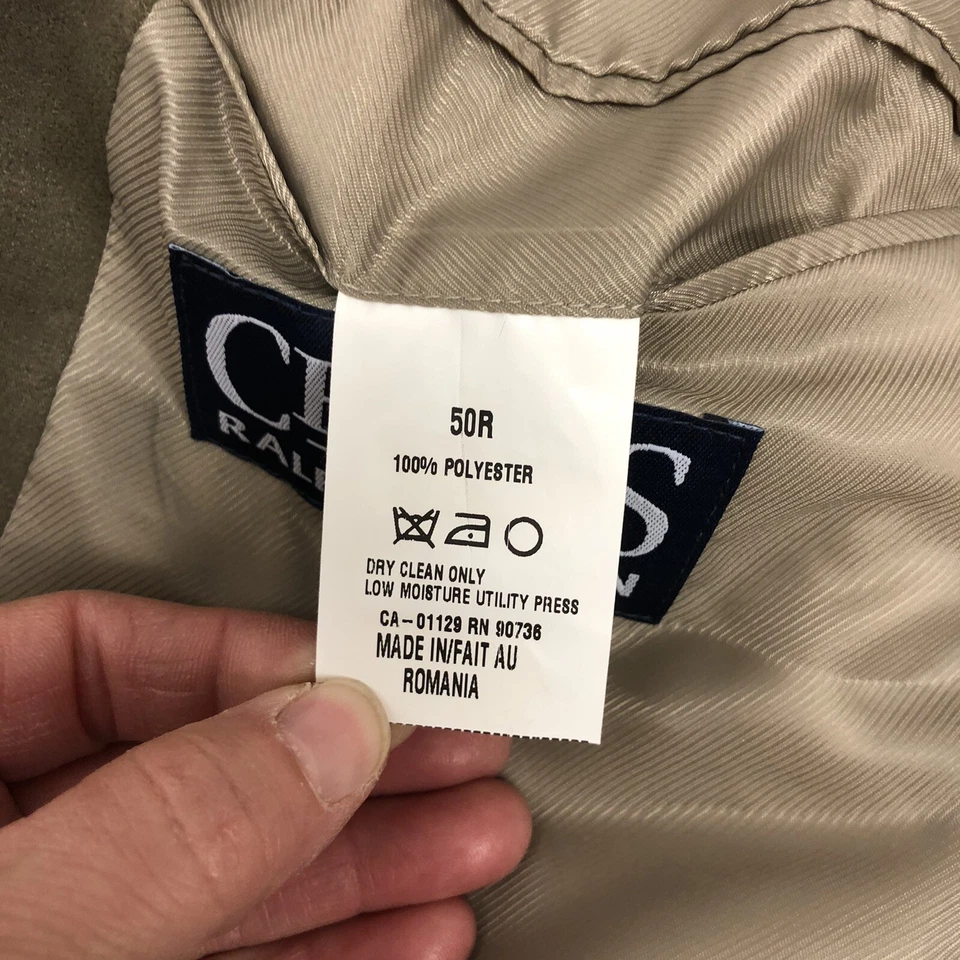 50R
100% POLYESTER
DRY CLEAN ONLY
LOW MOISTURE UTILITY PRESS
CA-01129 RN 90736
MADE IN/FAIT AU
ROMANIA